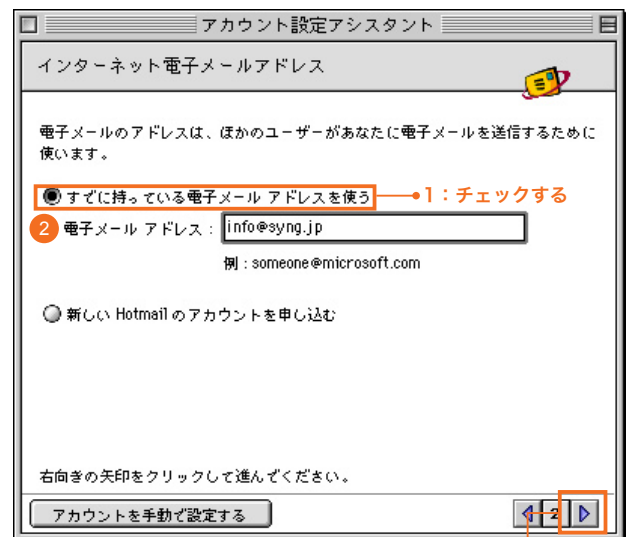 アカウント設定アシスタント
インターネット電子メールアドレス
電子メールのアドレスは、ほかのユーザーがあなたに電子メールを送信するために
使います。
すでに持っている電子メール アドレスを使う 1：チェックする
2 電子メール アドレス： info@syng.jp
例：someone@microsoft.com
新しい Hotmail のアカウントを申し込む
右向きの矢印をクリックして進んでください。
アカウントを手動で設定する 2